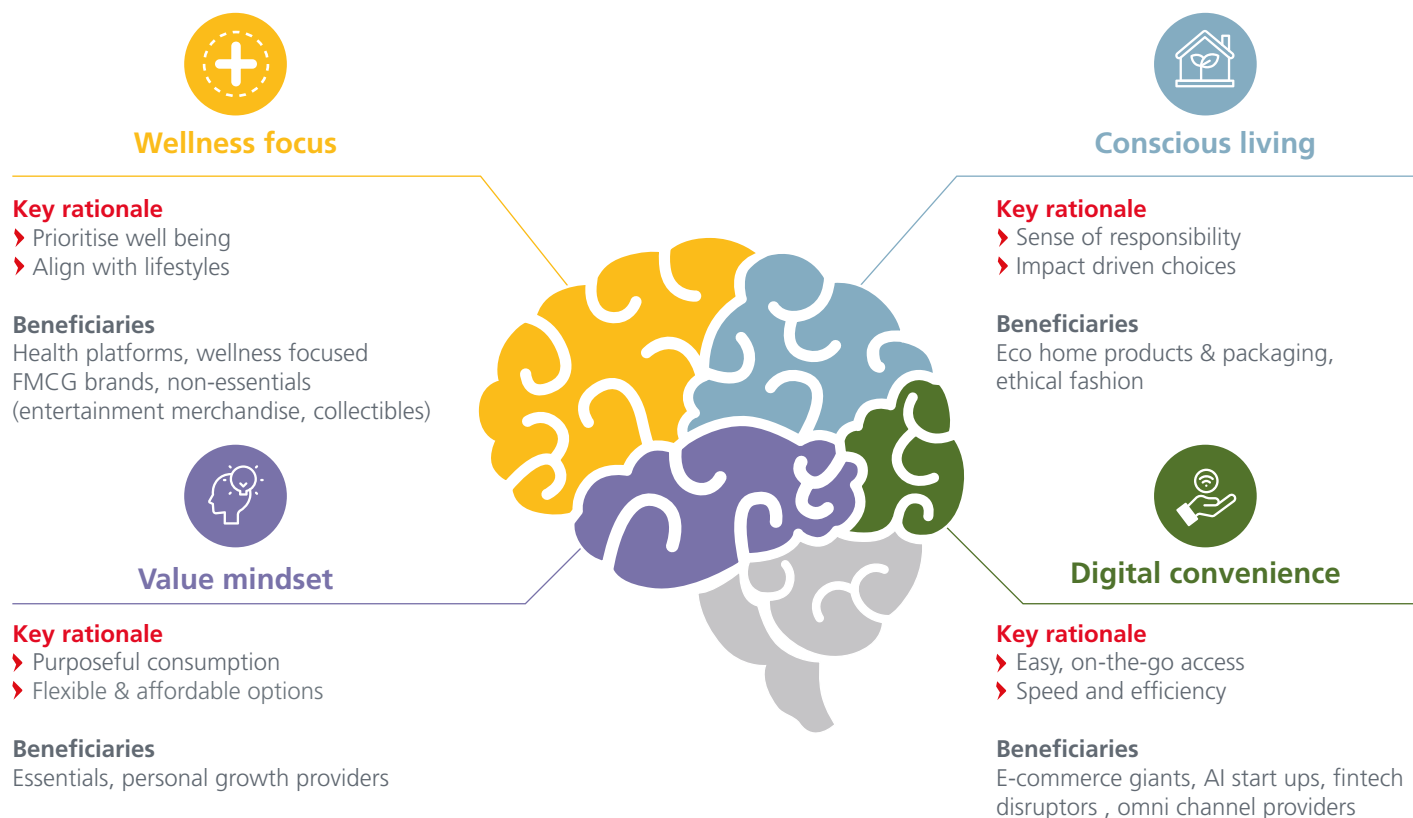 Wellness focus
Key rationale
Prioritise well being
Align with lifestyles
Beneficiaries
Health platforms, wellness focused
FMCG brands, non-essentials
(entertainment merchandise, collectibles)
Conscious living
Key rationale
Sense of responsibility
Impact driven choices
Beneficiaries
Eco home products & packaging,
ethical fashion
Value mindset
Key rationale
Purposeful consumption
Flexible & affordable options
Beneficiaries
Essentials, personal growth providers
Digital convenience
Key rationale
Easy, on-the-go access
Speed and efficiency
Beneficiaries
E-commerce giants, AI start ups, fintech
disruptors , omni channel providers